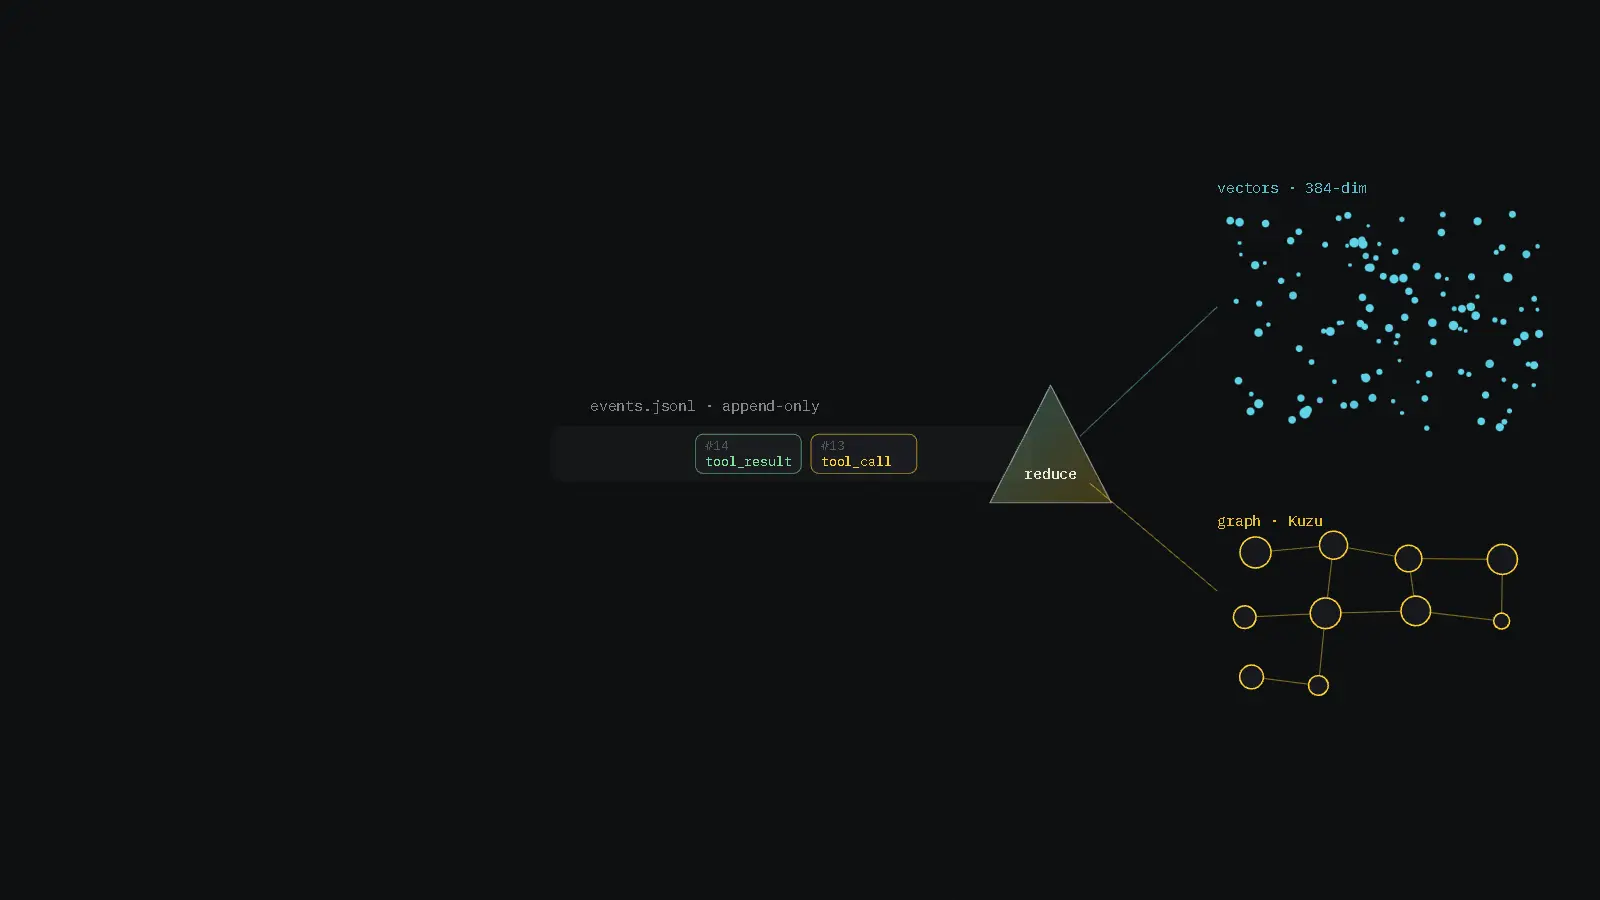 vectors · 384-dim
events.jsonl · append-only
#14
tool_result
#13
tool_call
reduce
graph · Kuzu